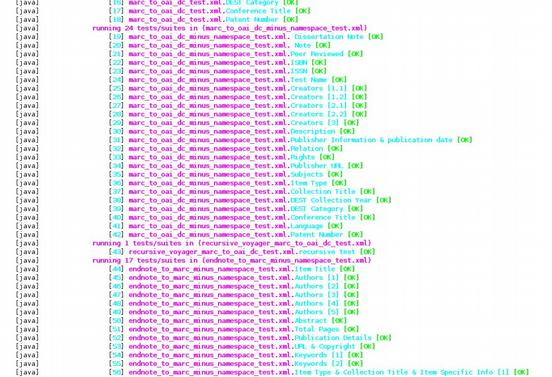 [java] [16] marc_to_oai_dc_test.xml.DEST Category [OK]
[java] [17] marc_to_oai_dc_test.xml.Conference Title [OK]
[java] [18] marc_to_oai_dc_test.xml.Patent Number [OK]
[java] running 24 tests/suites in {marc_to_oai_dc_minus_namespace_test.xml}
[java] [19] marc_to_oai_dc_minus_namespace_test.xml. Dissertation Note [OK]
[java] [20] marc_to_oai_dc_minus_namespace_test.xml. Note [OK]
[java] [21] marc_to_oai_dc_minus_namespace_test.xml.Peer Reviewed [OK]
[java] [22] marc_to_oai_dc_minus_namespace_test.xml.ISBN [OK]
[java] [23] marc_to_oai_dc_minus_namespace_test.xml.ISSN [OK]
[java] [24] marc_to_oai_dc_minus_namespace_test.xml.Test Name [OK]
[java] [25] marc_to_oai_dc_minus_namespace_test.xml.Creators [1.1] [OK]
[java] [26] marc_to_oai_dc_minus_namespace_test.xml.Creators [1.2] [OK]
[java] [27] marc_to_oai_dc_minus_namespace_test.xml.Creators [2.1] [OK]
[java] [28] marc_to_oai_dc_minus_namespace_test.xml.Creators [2.2] [OK]
[java] [29] marc_to_oai_dc_minus_namespace_test.xml.Creators [3] [OK]
[java] [30] marc_to_oai_dc_minus_namespace_test.xml.Description [OK]
[java] [31] marc_to_oai_dc_minus_namespace_test.xml.Publisher Information & publication date [OK]
[java] [32] marc_to_oai_dc_minus_namespace_test.xml.Relation [OK]
[java] [33] marc_to_oai_dc_minus_namespace_test.xml.Rights [OK]
[java] [34] marc_to_oai_dc_minus_namespace_test.xml.Publisher URL [OK]
[java] [35] marc_to_oai_dc_minus_namespace_test.xml.Subjects [OK]
[java] [36] marc_to_oai_dc_minus_namespace_test.xml.Item Type [OK]
[java] [37] marc_to_oai_dc_minus_namespace_test.xml.Collection Title [OK]
[java] [38] marc_to_oai_dc_minus_namespace_test.xml.DEST Collection Year [OK]
[java] [39] marc_to_oai_dc_minus_namespace_test.xml.DEST Category [OK]
[java] [40] marc_to_oai_dc_minus_namespace_test.xml.Conference Title [OK]
[java] [41] marc_to_oai_dc_minus_namespace_test.xml.Language [OK]
[java] [42] marc_to_oai_dc_minus_namespace_test.xml.Patent Number [OK]
[java] running 1 tests/suites in {recursive_voyager_marc_to_oai_dc_test.xml}
[java] [43] recursive_voyager_marc_to_oai_dc_test.xml.recursive test [OK]
[java] running 17 tests/suites in {endnote_to_marc_minus_namespace_test.xml}
[java] [44] endnote_to_marc_minus_namespace_test.xml.Item Title [OK]
[java] [45] endnote_to_marc_minus_namespace_test.xml.Authors [1] [OK]
[java] [46] endnote_to_marc_minus_namespace_test.xml.Authors [2] [OK]
[java] [47] endnote_to_marc_minus_namespace_test.xml.Authors [3] [OK]
[java] [48] endnote_to_marc_minus_namespace_test.xml.Authors [4] [OK]
[java] [49] endnote_to_marc_minus_namespace_test.xml.Authors [5] [OK]
[java] [50] endnote_to_marc_minus_namespace_test.xml.Abstract [OK]
[java] [51] endnote_to_marc_minus_namespace_test.xml.Total Pages [OK]
[java] [52] endnote_to_marc_minus_namespace_test.xml.Publication Details [OK]
[java] [53] endnote_to_marc_minus_namespace_test.xml.URL & Copyright [OK]
[java] [54] endnote_to_marc_minus_namespace_test.xml.Keywords [1] [OK]
[java] [55] endnote_to_marc_minus_namespace_test.xml.Keywords [2] [OK]
[java] [56] endnote_to_marc_minus_namespace_test.xml.Item Type & Collection Title & Item Specific Info [1] [OK]